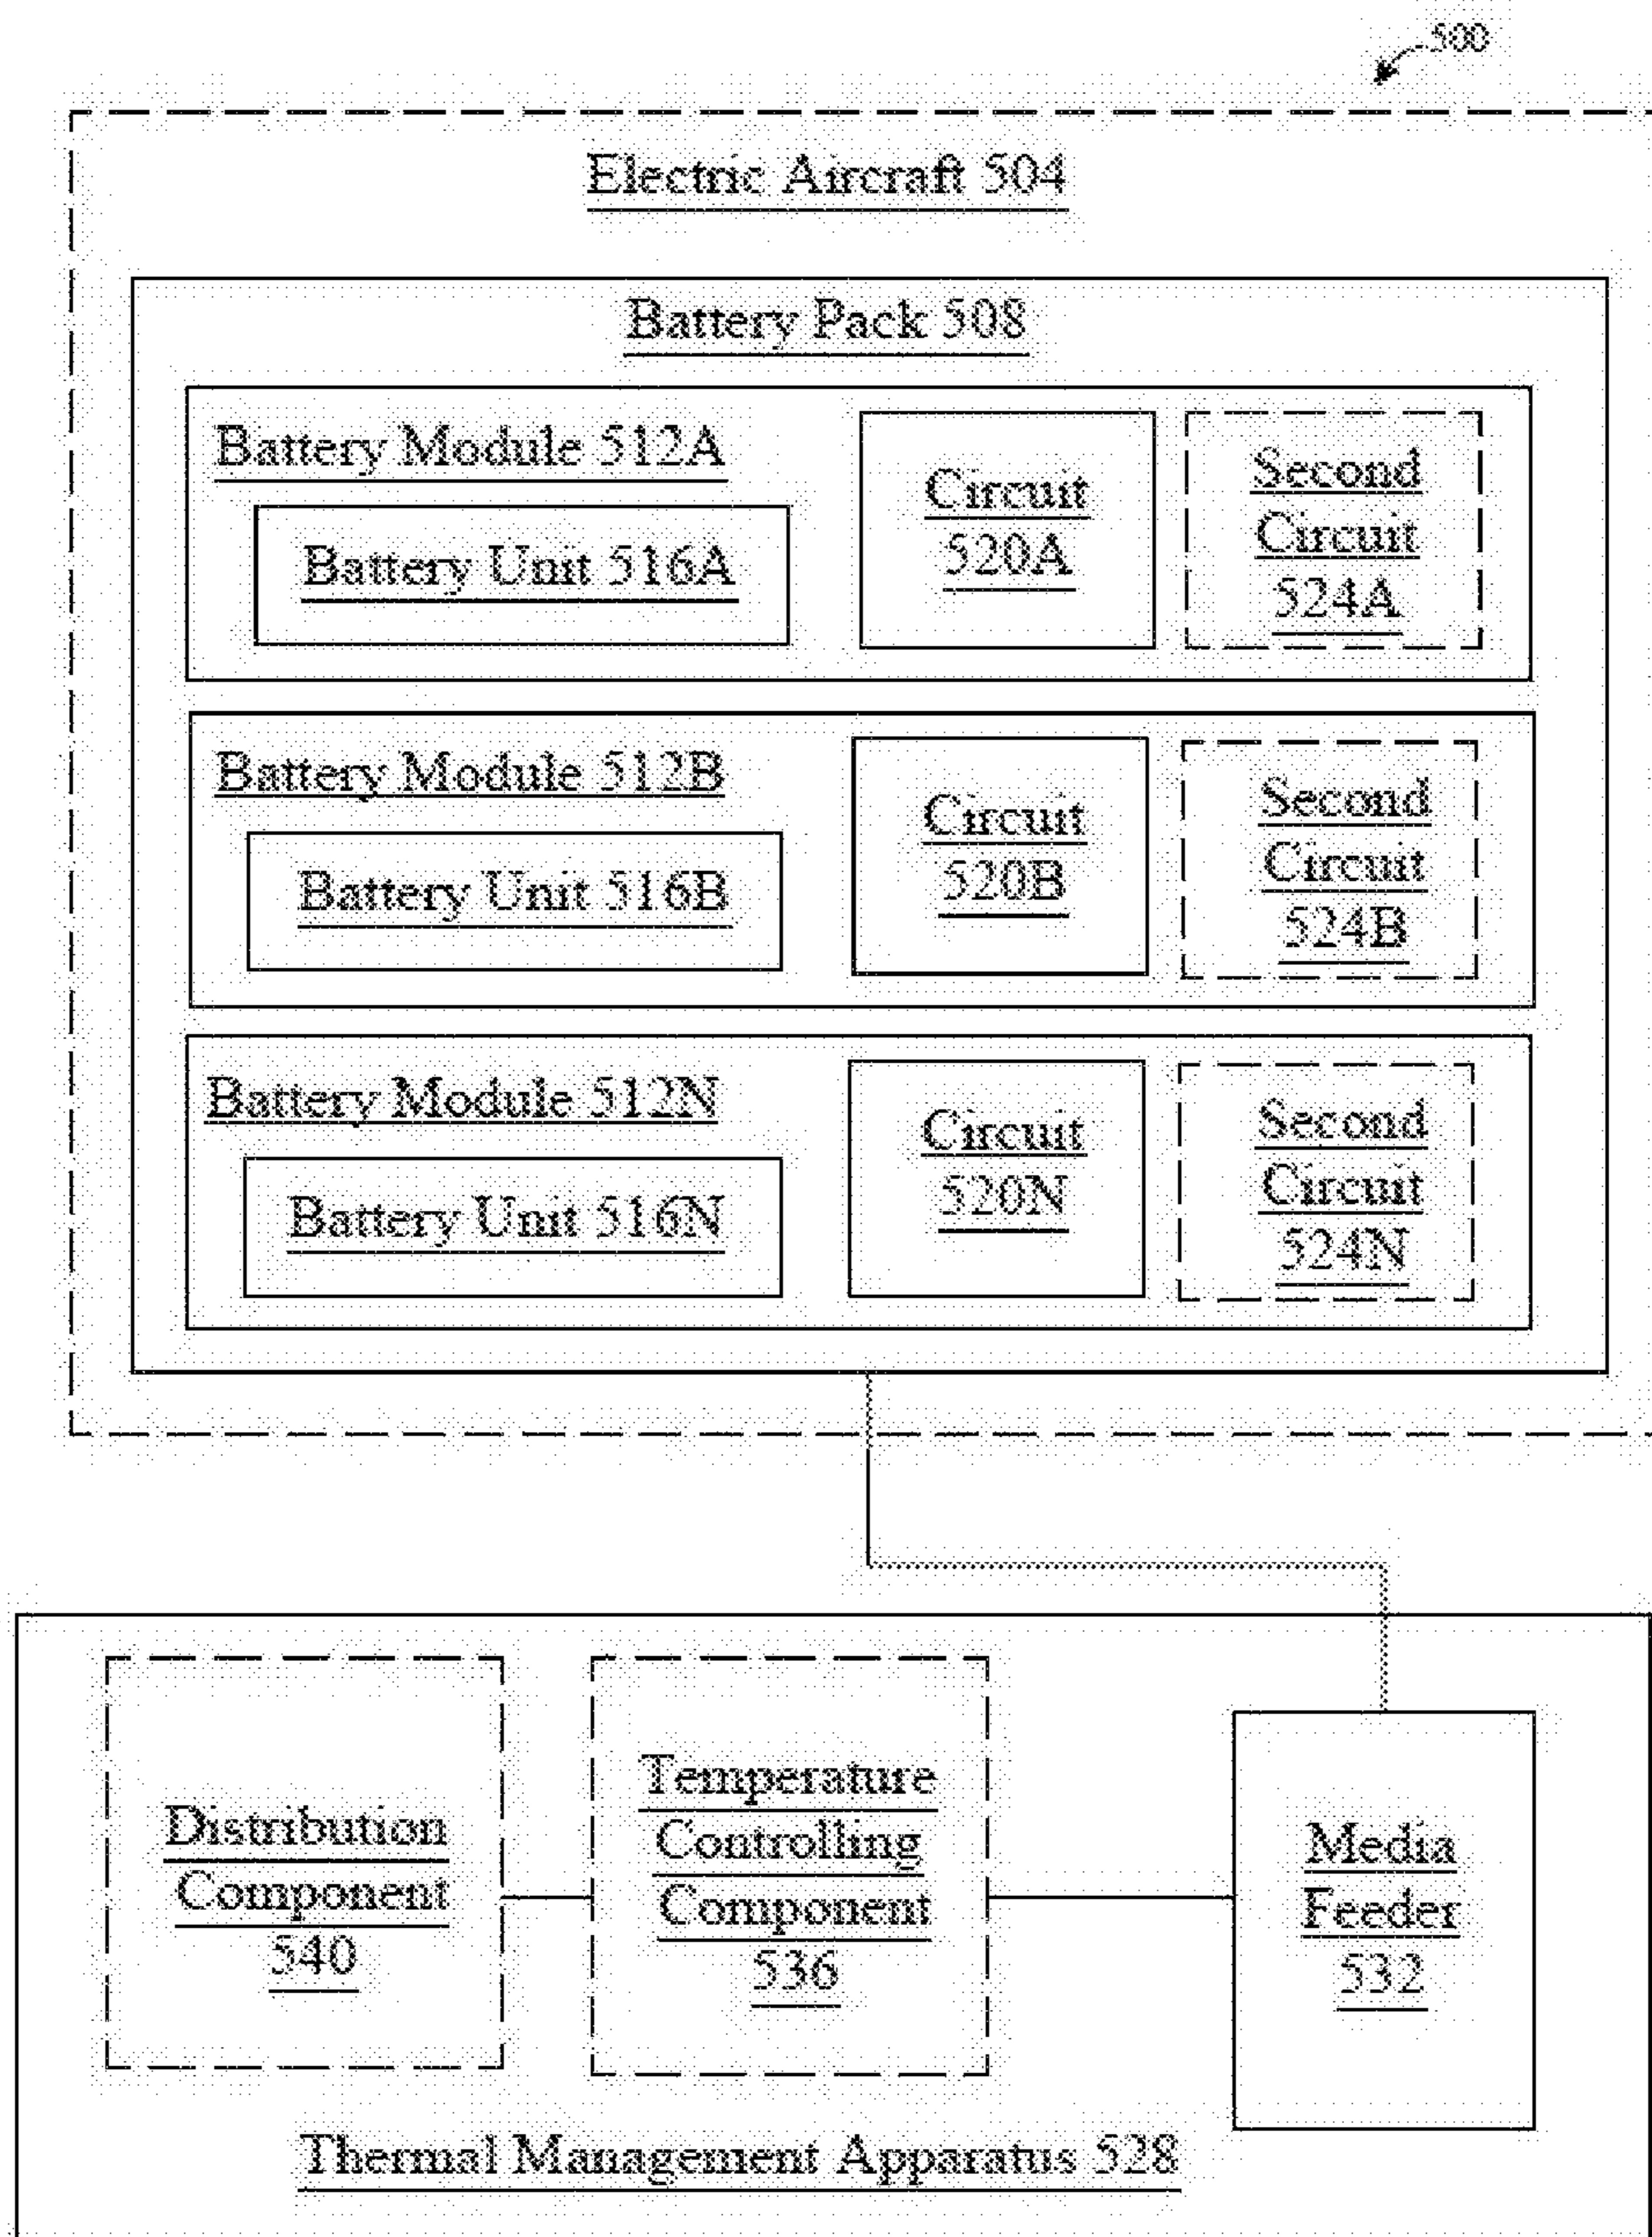 500
Electric Aircraft 504
Battery Pack 508
Battery Module 512A
Battery Unit 516A
Circuit
520A
Second
Circuit
524A
Battery Module 512B
Battery Unit 516B
Circuit
520B
Second
Circuit
524B
Battery Module 512N
Battery Unit 516N
Circuit
520N
Second
Circuit
524N
Distribution
Component
540
Temperature
Controlling
Component
536
Media
Feeder
532
Thermal Management Apparatus 528